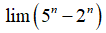 lim(5ⁿ − 2ⁿ)